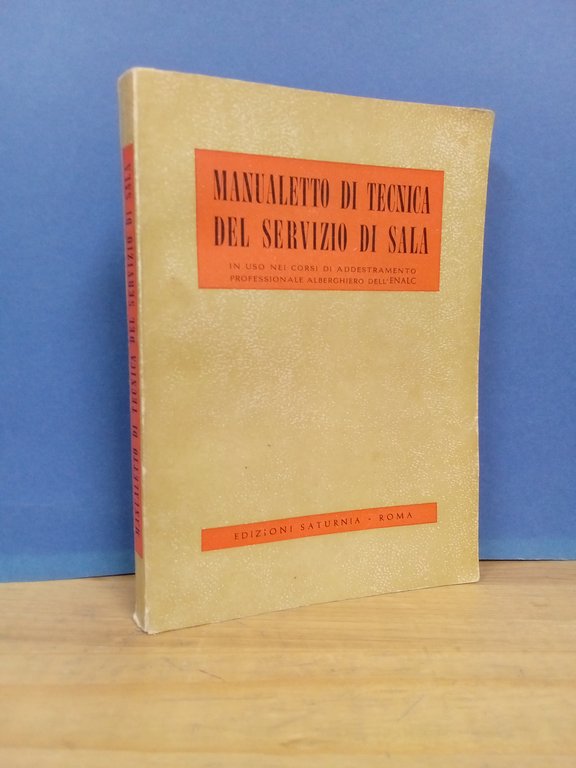 MANUALETTO DI TECNICA DEL SERVIZIO DI SALA
MANUALETTO DI TECNICA
DEL SERVIZIO DI SALA
IN USO NEI CORSI DI ADDESTRAMENTO
PROFESSIONALE ALBERGHIERO DELL'ENALC
EDIZIONI SATURNIA - ROMA